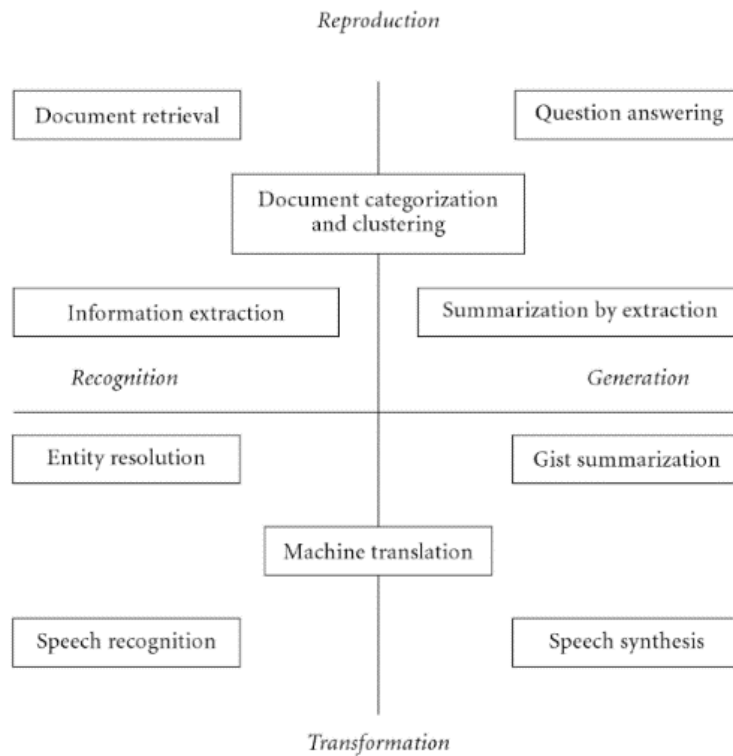 Reproduction
Document retrieval
Question answering
Document categorization
and clustering
Information extraction
Summarization by extraction
Recognition
Generation
Entity resolution
Gist summarization
Machine translation
Speech recognition
Speech synthesis
Transformation